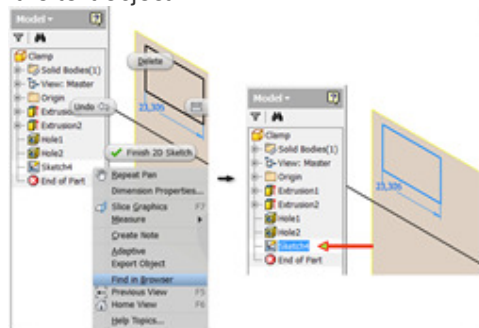 Model
Delete
Clamp
Solid Bodies(1)
View: Master
Origin
Extrusion1
Extrusion2
Hole1
Hole2
Sketch4
End of Part
Undo
23,306
Finish 2D Sketch
Repeat Pan
Dimension Properties...
Slice Graphics F7
Measure
Create Note
Adaptive
Export Object
Find in Browser
Previous View F5
Home View F6
Help Topics...
Model
Clamp
Solid Bodies(1)
View: Master
Origin
Extrusion1
Extrusion2
Hole1
Hole2
Sketch4
End of Part
23,306